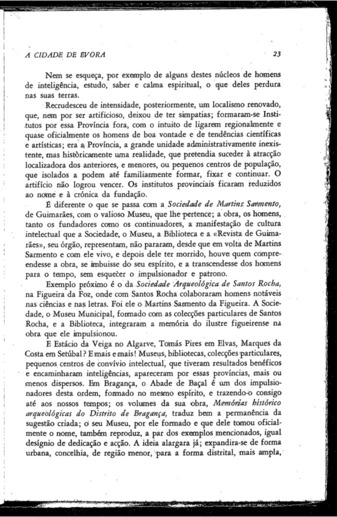 A CIDADE DE EVORA 23
Nem se esqueça, por exemplo de alguns destes núcleos de homens
de inteligência, estudo, saber e calma espiritual, o que deles perdura
nas suas terras.
Recrudesceu de intensidade, posteriormente, um localismo renovado,
que, nem por ser artificioso, deixou de ter simpatias; formaram-se Insti-
tutos por essa Província fora, com o intuito de ligarem regionalmente e
quase oficialmente os homens de boa vontade e de tendências científicas
e artísticas; era a Província, a grande unidade administrativamente inexis-
tente, mas històricamente uma realidade, que pretendia suceder à atracção
localizadora dos anteriores, e menores, ou pequenos centros de população,
que isolados a podem até familiarmente formar, fixar e continuar. O
artifício não logrou vencer. Os institutos provinciais ficaram reduzidos
ao nome e à crónica da fundação.
É diferente o que se passa com a Sociedade de Martins Sarmento,
de Guimarães, com o valioso Museu, que lhe pertence; a obra, os homens,
tanto os fundadores como os continuadores, a manifestação de cultura
intelectual que a Sociedade, o Museu, a Biblioteca e a «Revista de Guima-
rães», seu órgão, representam, não pararam, desde que em volta de Martins
Sarmento e com ele vivo, e depois dele ter morrido, houve quem compre-
endesse a obra, se imbuisse do seu espírito, e a transcendesse dos homens
para o tempo, sem esquecer o impulsionador e patrono.
Exemplo próximo é o da Sociedade Arqueológica de Santos Rocha,
na Figueira da Foz, onde com Santos Rocha colaboraram homens notáveis
nas ciências e nas letras. Foi ele o Martins Sarmento da Figueira. A Socie-
dade, o Museu Municipal, formado com as colecções particulares de Santos
Rocha, e a Biblioteca, integraram a memória do ilustre figueirense na
obra que ele impulsionou.
E Estácio da Veiga no Algarve, Tomás Pires em Elvas, Marques da
Costa em Setúbal? E mais e mais! Museus, bibliotecas, colecções particulares,
pequenos centros de convívio intelectual, que tiveram resultados benéficos
e encaminharam inteligências, apareceram por essas províncias, mais ou
menos dispersos. Em Bragança, o Abade de Baçal é um dos impulsio-
nadores desta ordem, formado no mesmo espírito, e trazendo-o consigo
até aos nossos tempos; os volumes da sua obra, Memórias histórico
arqueológicas do Distrito de Bragança, traduz bem a permanência da
sugestão criada; o seu Museu, por ele formado e que dele tomou oficial-
mente o nome, também reproduz, a par dos exemplos mencionados, igual
desígnio de dedicação e acção. A ideia alargara já; expandira-se de forma
urbana, concelhia, de região menor, para a forma distrital, mais ampla,